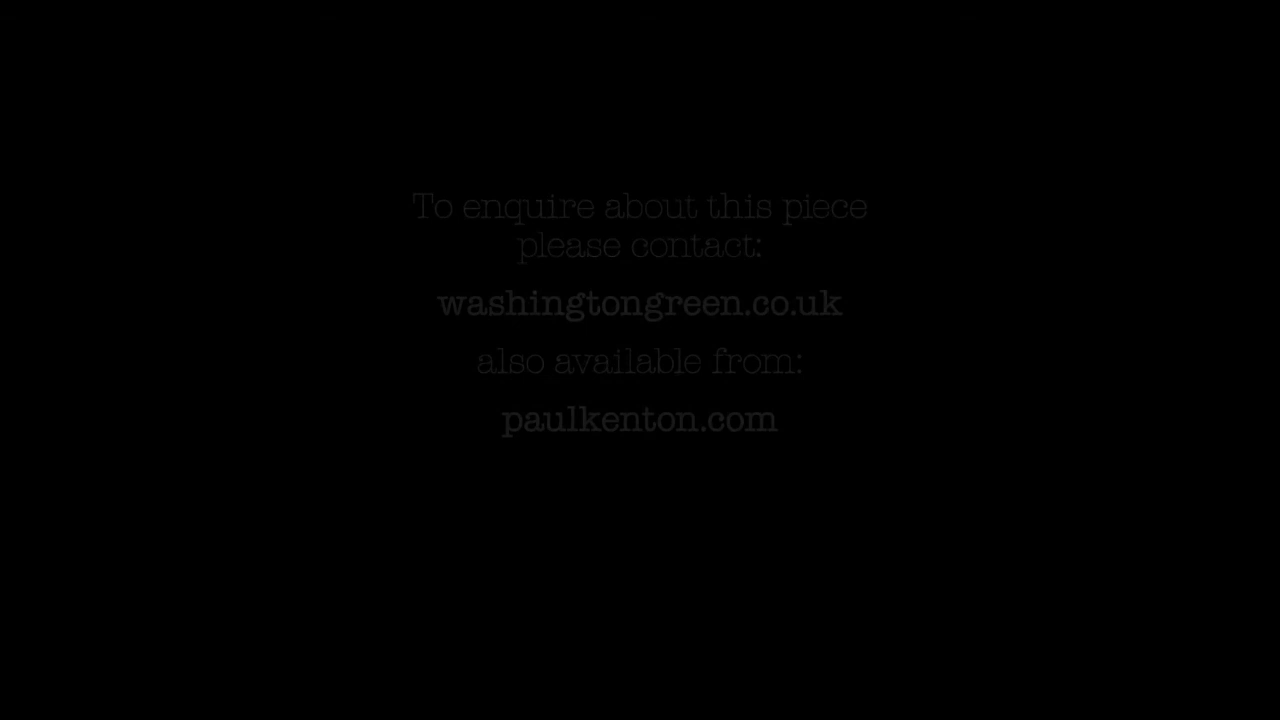 To enquire about this piece
please contact:
washingtongreen.co.uk
also available from:
paulkenton.com